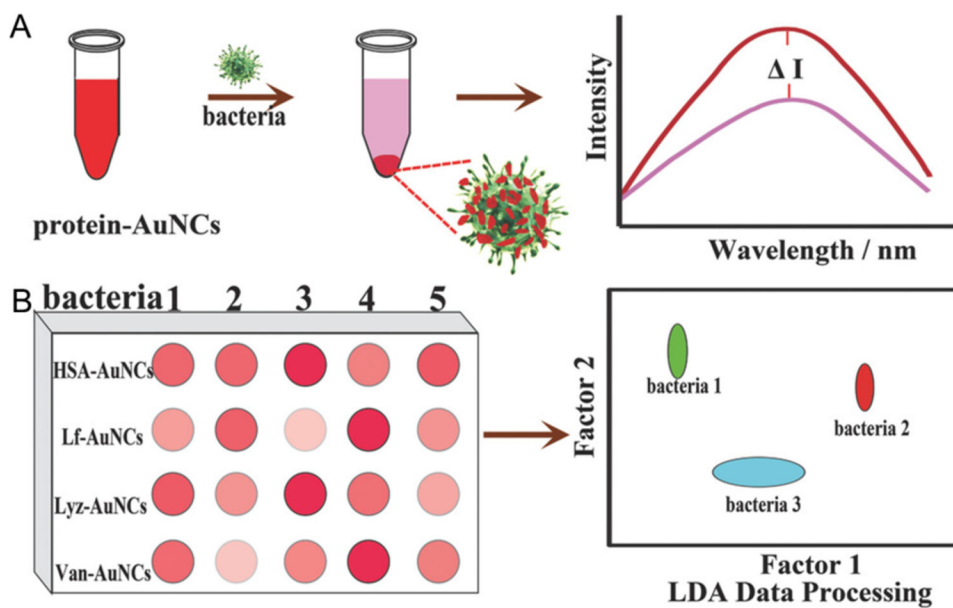 A
bacteria
protein-AuNCs
Intensity
Δ I
Wavelength / nm
B
bacteria 1 2 3 4 5
HSA-AuNCs
Lf-AuNCs
Lyz-AuNCs
Van-AuNCs
Factor 2
bacteria 1
bacteria 2
bacteria 3
Factor 1
LDA Data Processing